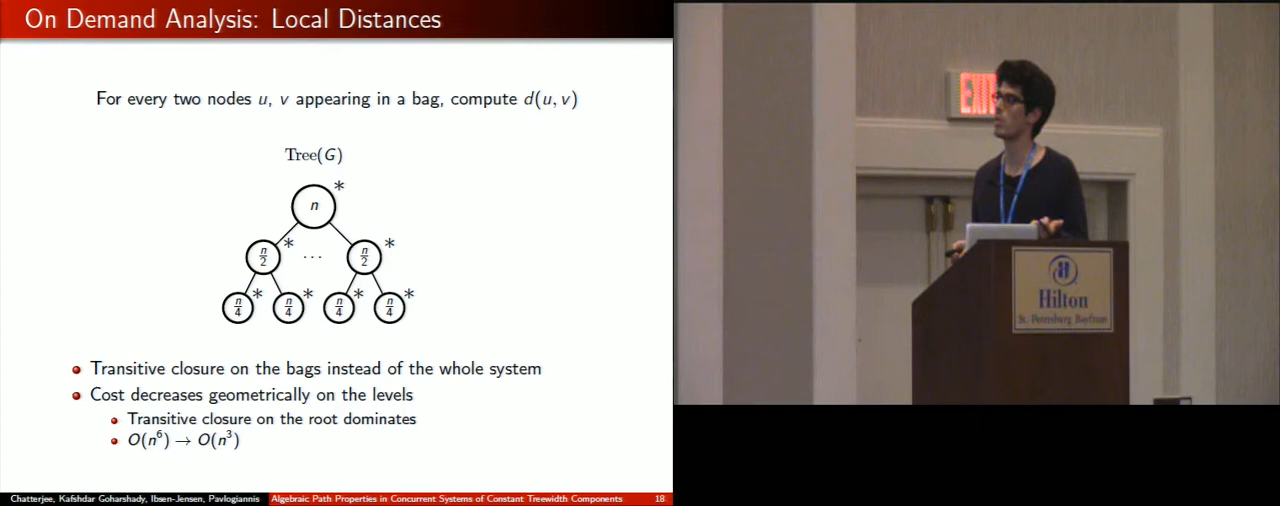 On Demand Analysis: Local Distances
For every two nodes u, v appearing in a bag, compute d(u, v)
Tree(G)
n *
n/2 * ... n/2 *
n/4 * n/4 * n/4 * n/4 *
Transitive closure on the bags instead of the whole system
Cost decreases geometrically on the levels
Transitive closure on the root dominates
O(n⁶) → O(n³)
Chatterjee, Kafshdar Goharshady, Ibsen-Jensen, Pavlogiannis Algebraic Path Properties in Concurrent Systems of Constant Treewidth Components 18
EXIT
Hilton
St. Petersburg Bayfront